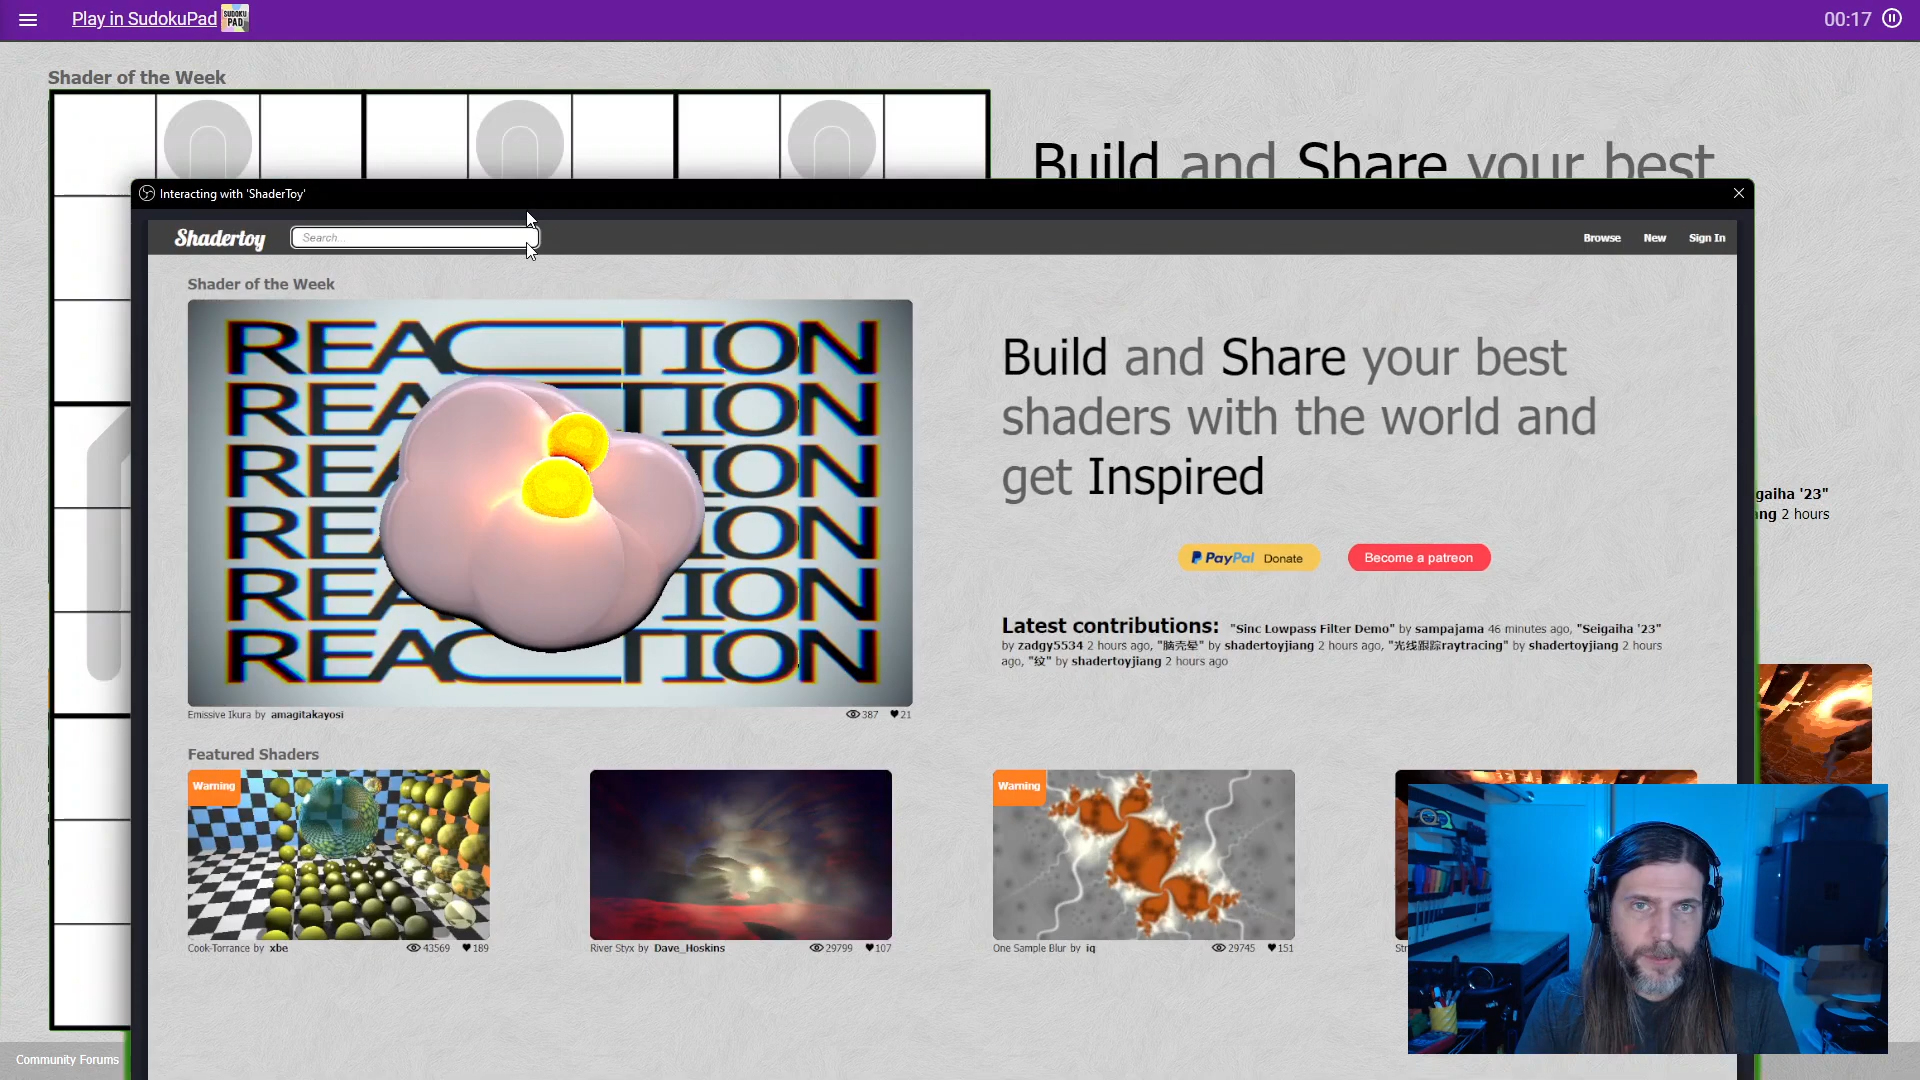 Play in SudokuPad
SUDOKU
PAD
00:17
Shader of the Week
Build and Share your best
Interacting with 'ShaderToy'
Shadertoy
Search...
Browse New Sign In
Shader of the Week
REACTION
REACTION
REACTION
REACTION
REACTION
REACTION
Emissive Ikura by amagitakayosi
387 21
Build and Share your best
shaders with the world and
get Inspired
PayPal Donate
Become a patreon
Latest contributions: "Sinc Lowpass Filter Demo" by sampajama 46 minutes ago, "Seigaiha '23"
by zadgy5534 2 hours ago, "脑壳晕" by shadertoyjiang 2 hours ago, "光线跟踪raytracing" by shadertoyjiang 2 hours
ago, "纹" by shadertoyjiang 2 hours ago
gaiha '23"
ng 2 hours
Featured Shaders
Warning
Cook-Torrance by xbe
43569 189
River Styx by Dave_Hoskins
29799 107
Warning
One Sample Blur by iq
29745 151
Str
Community Forums